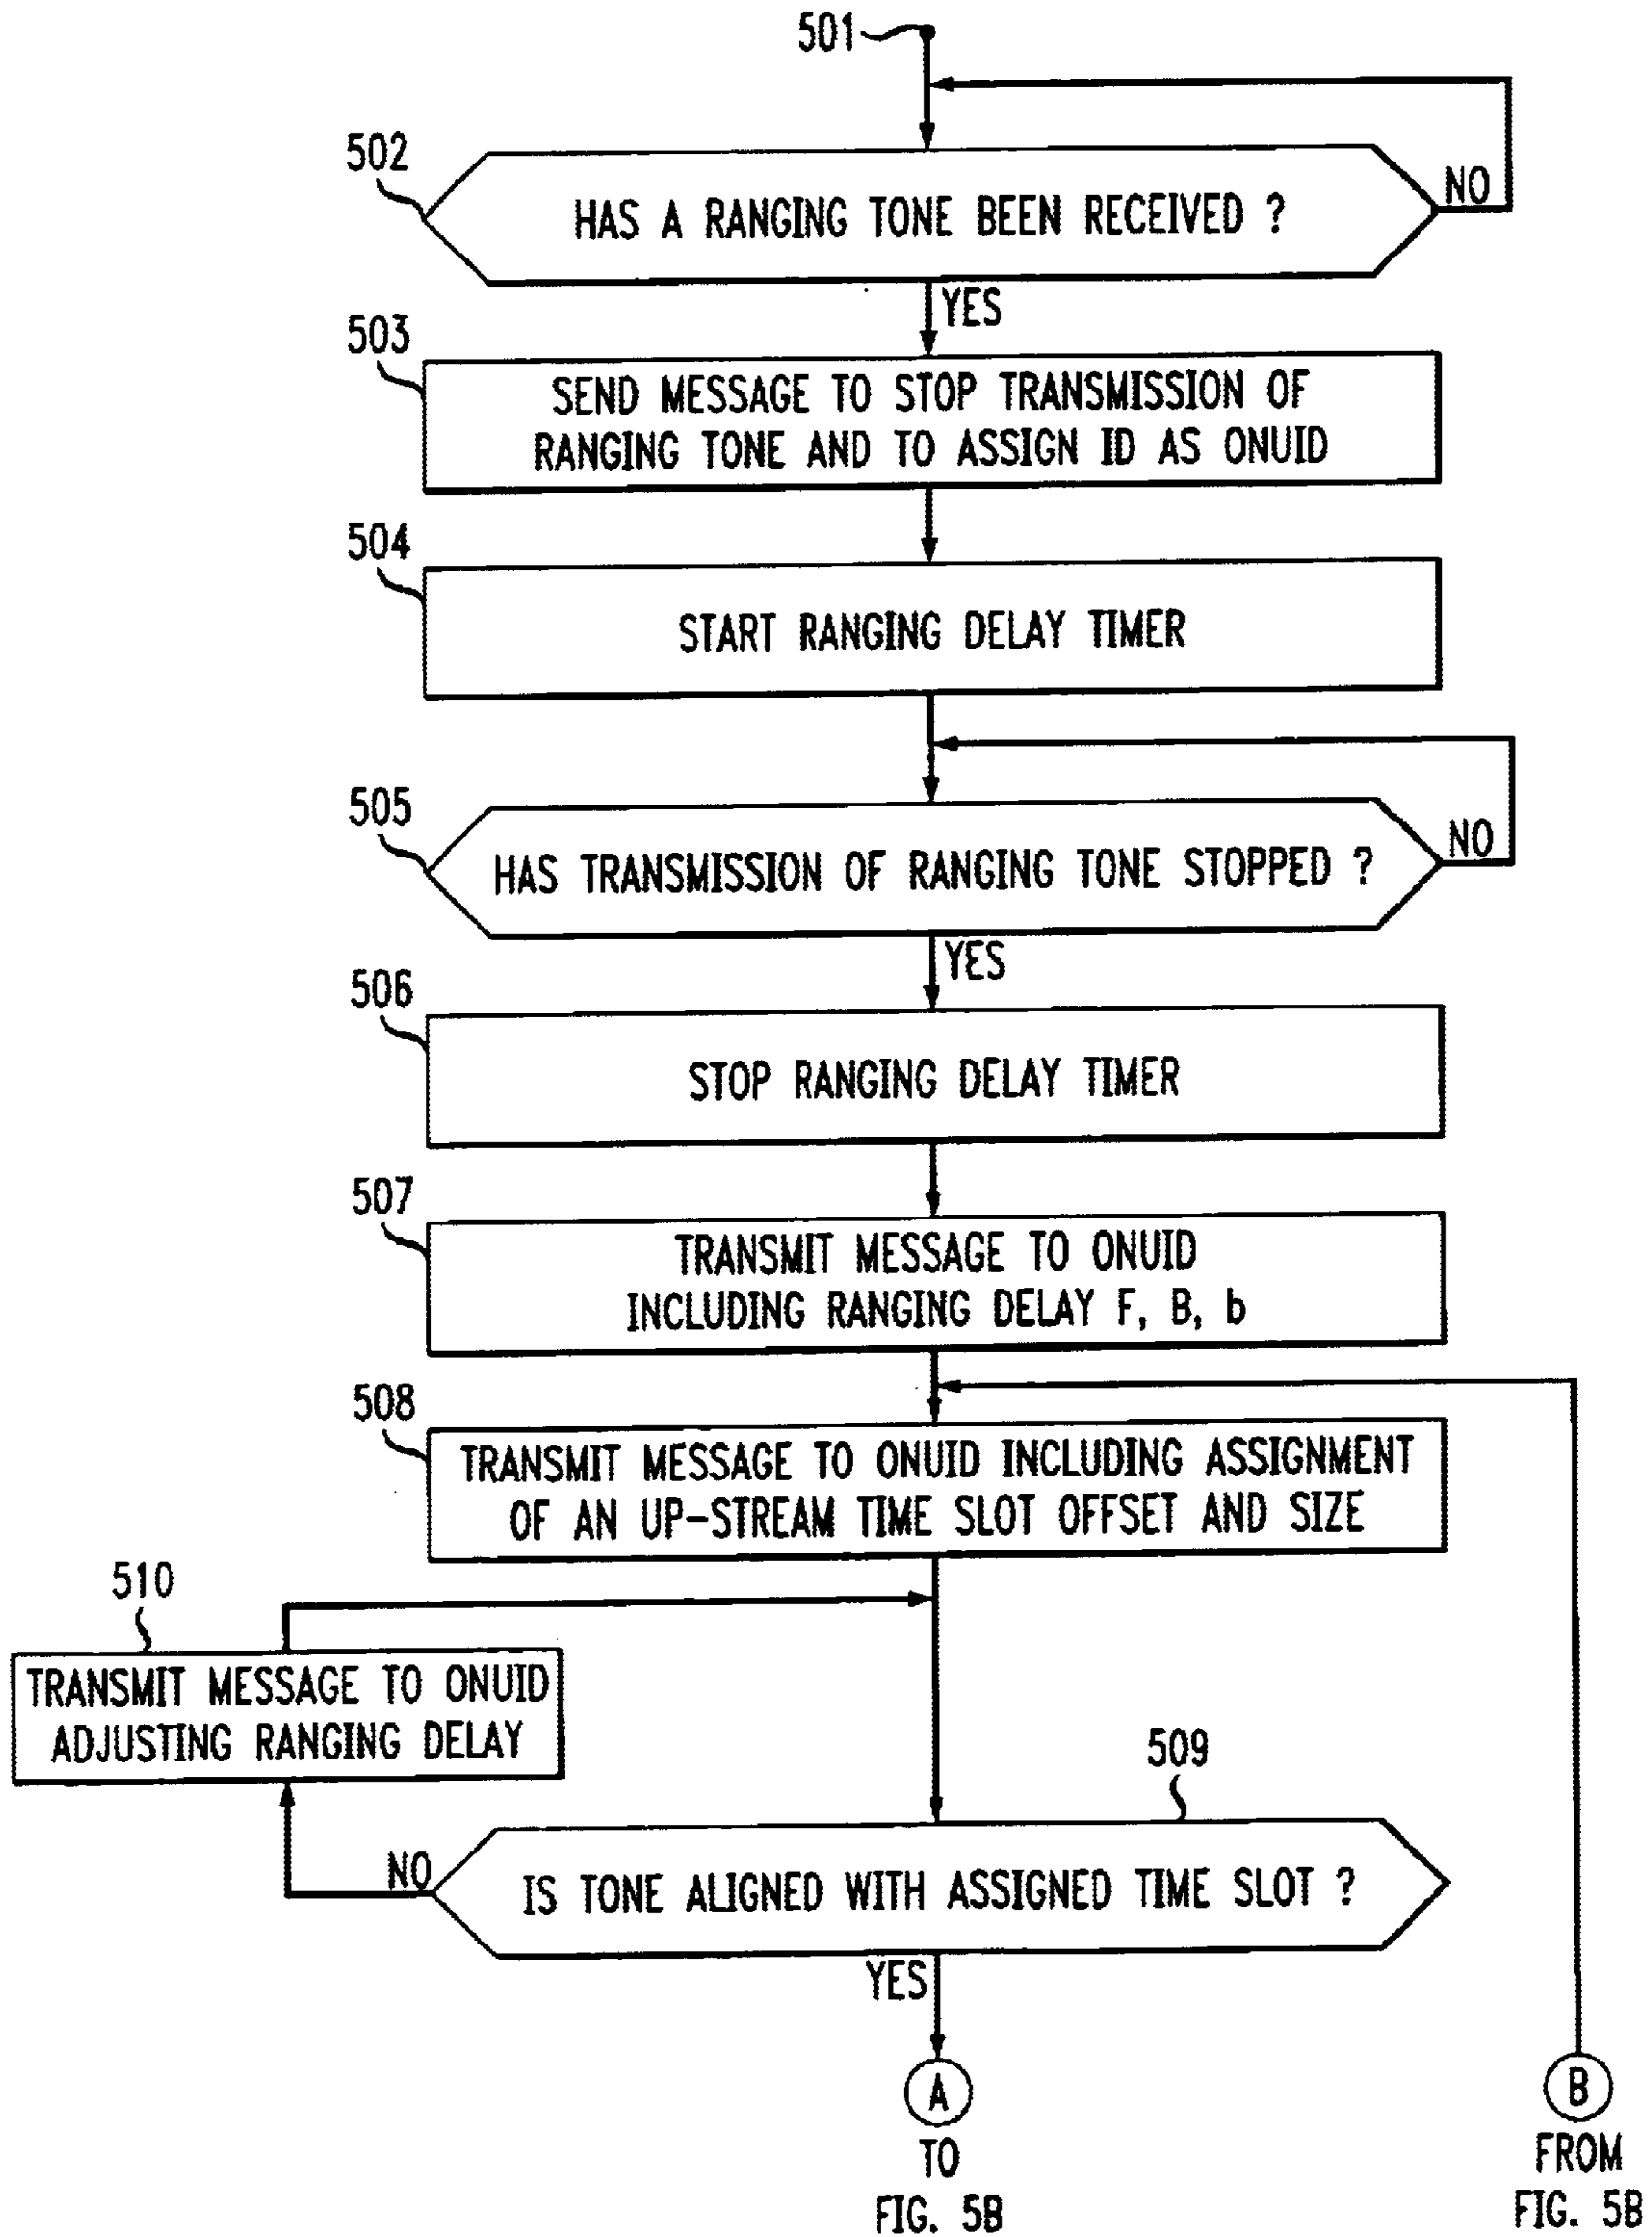 501
502
HAS A RANGING TONE BEEN RECEIVED ?
NO
YES
503
SEND MESSAGE TO STOP TRANSMISSION OF
RANGING TONE AND TO ASSIGN ID AS ONUID
504
START RANGING DELAY TIMER
505
HAS TRANSMISSION OF RANGING TONE STOPPED ?
NO
YES
506
STOP RANGING DELAY TIMER
507
TRANSMIT MESSAGE TO ONUID
INCLUDING RANGING DELAY F, B, b
508
TRANSMIT MESSAGE TO ONUID INCLUDING ASSIGNMENT
OF AN UP-STREAM TIME SLOT OFFSET AND SIZE
510
TRANSMIT MESSAGE TO ONUID
ADJUSTING RANGING DELAY
509
NO
IS TONE ALIGNED WITH ASSIGNED TIME SLOT ?
YES
A
TO
FIG. 5B
B
FROM
FIG. 5B